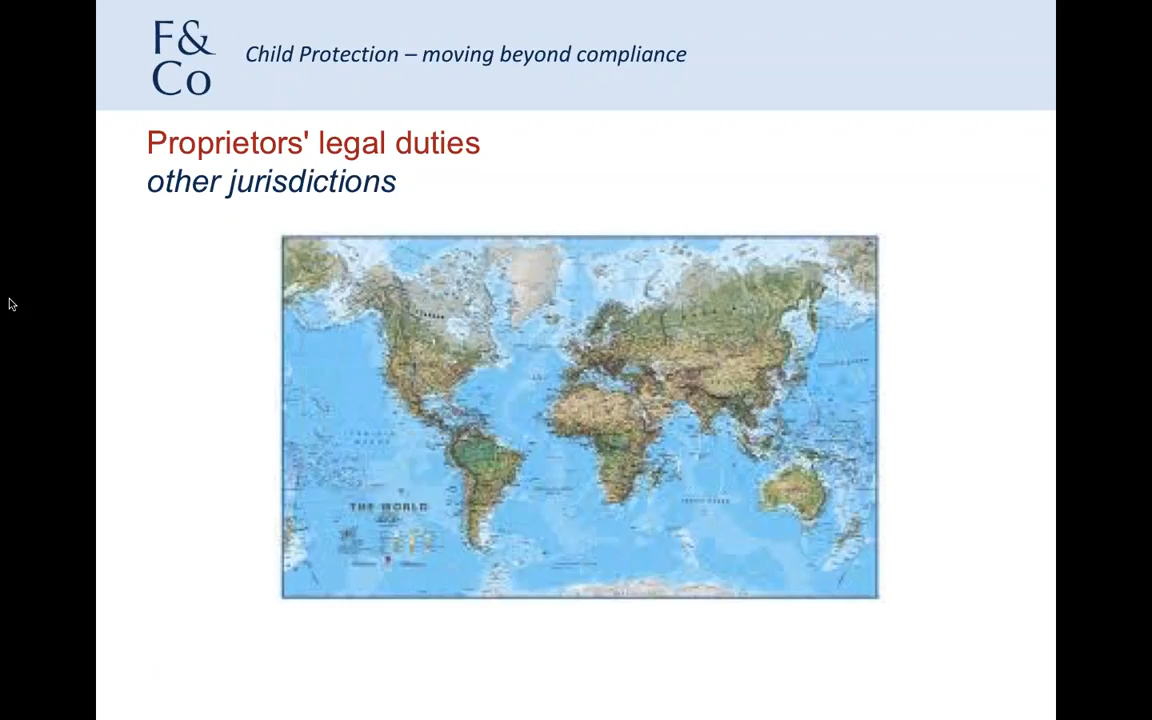 F&
Co
Child Protection – moving beyond compliance
Proprietors' legal duties
other jurisdictions
THE WORLD